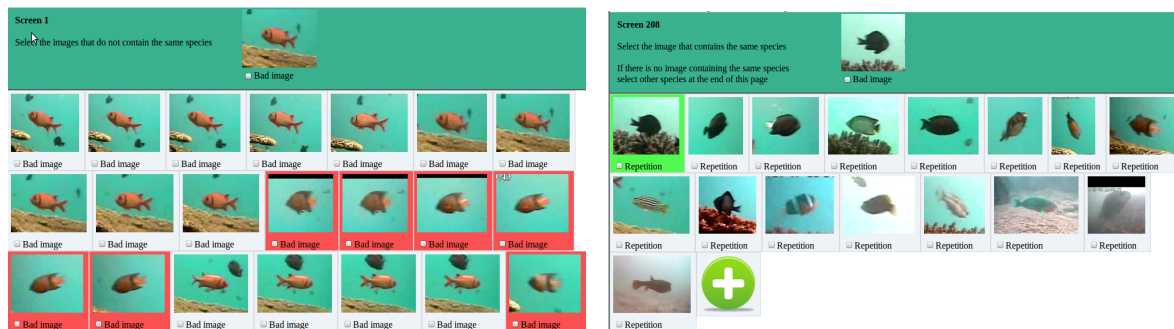 Screen 1
Select the images that do not contain the same species
Bad image
Bad image Bad image Bad image Bad image Bad image Bad image Bad image
Bad image Bad image Bad image Bad image Bad image Bad image Bad image
Bad image Bad image Bad image Bad image Bad image Bad image Bad image
Screen 208
Select the image that contains the same species
If there is no image containing the same species
select other species at the end of this page
Bad image
Repetition Repetition Repetition Repetition Repetition Repetition Repetition Repetition
Repetition Repetition Repetition Repetition Repetition Repetition Repetition
Repetition